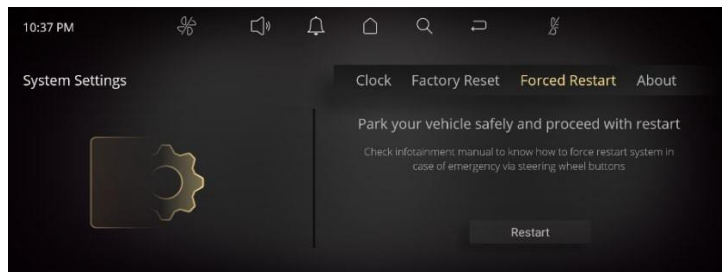 10:37 PM
System Settings
Clock Factory Reset Forced Restart About
Park your vehicle safely and proceed with restart
Check infotainment manual to know how to force restart system in
case of emergency via steering wheel buttons
Restart